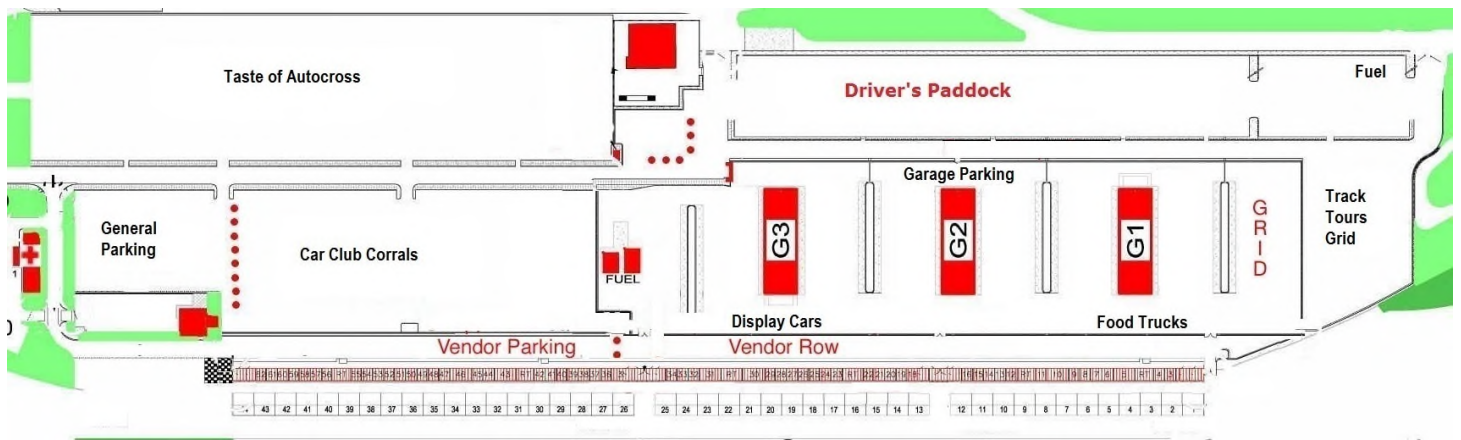 Taste of Autocross
Driver's Paddock
Fuel
Garage Parking
General
Parking
Car Club Corrals
FUEL
G3
G2
G1
GRID
Track
Tours
Grid
1
Display Cars
Food Trucks
Vendor Parking
Vendor Row
43 42 41 40 39 38 37 36 35 34 33 32 31 30 29 28 27 26 25 24 23 22 21 20 19 18 17 16 15 14 13 12 11 10 9 8 7 6 5 4 3 2 1